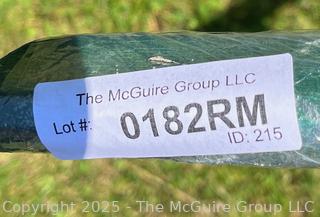 The McGuire Group LLC
Lot #: 0182RM
ID: 215
Copyright © 2025 - The McGuire Group LLC